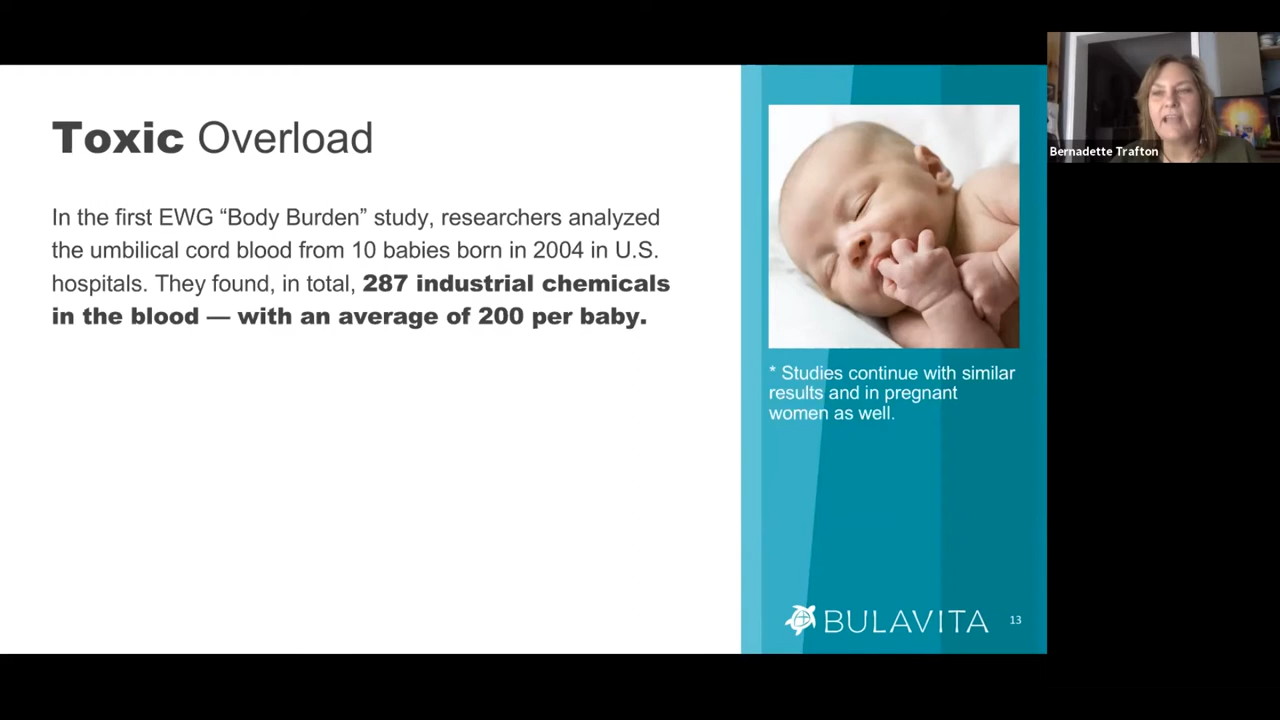 Toxic Overload
In the first EWG “Body Burden” study, researchers analyzed
the umbilical cord blood from 10 babies born in 2004 in U.S.
hospitals. They found, in total, 287 industrial chemicals
in the blood — with an average of 200 per baby.
* Studies continue with similar
results and in pregnant
women as well.
BULAVITA
13
Bernadette Trafton